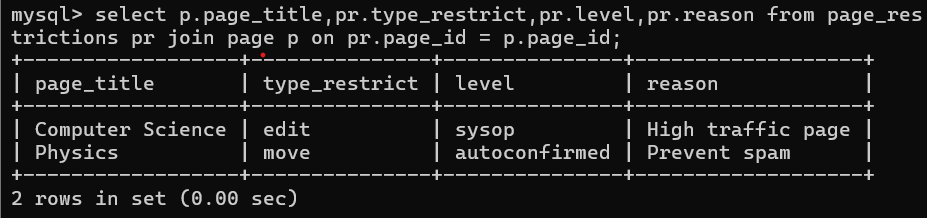 mysql> select p.page_title,pr.type_restrict,pr.level,pr.reason from page_res
trictions pr join page p on pr.page_id = p.page_id;
+------------------+---------------+---------------+-------------------+
| page_title       | type_restrict | level         | reason            |
+------------------+---------------+---------------+-------------------+
| Computer Science | edit          | sysop         | High traffic page |
| Physics          | move          | autoconfirmed | Prevent spam      |
+------------------+---------------+---------------+-------------------+
2 rows in set (0.00 sec)